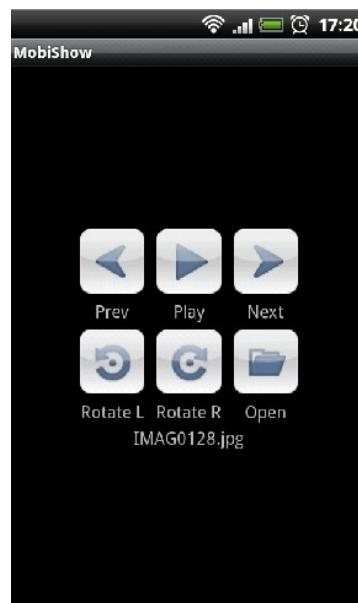 17:20
MobiShow
Prev Play Next
Rotate L Rotate R Open
IMAG0128.jpg